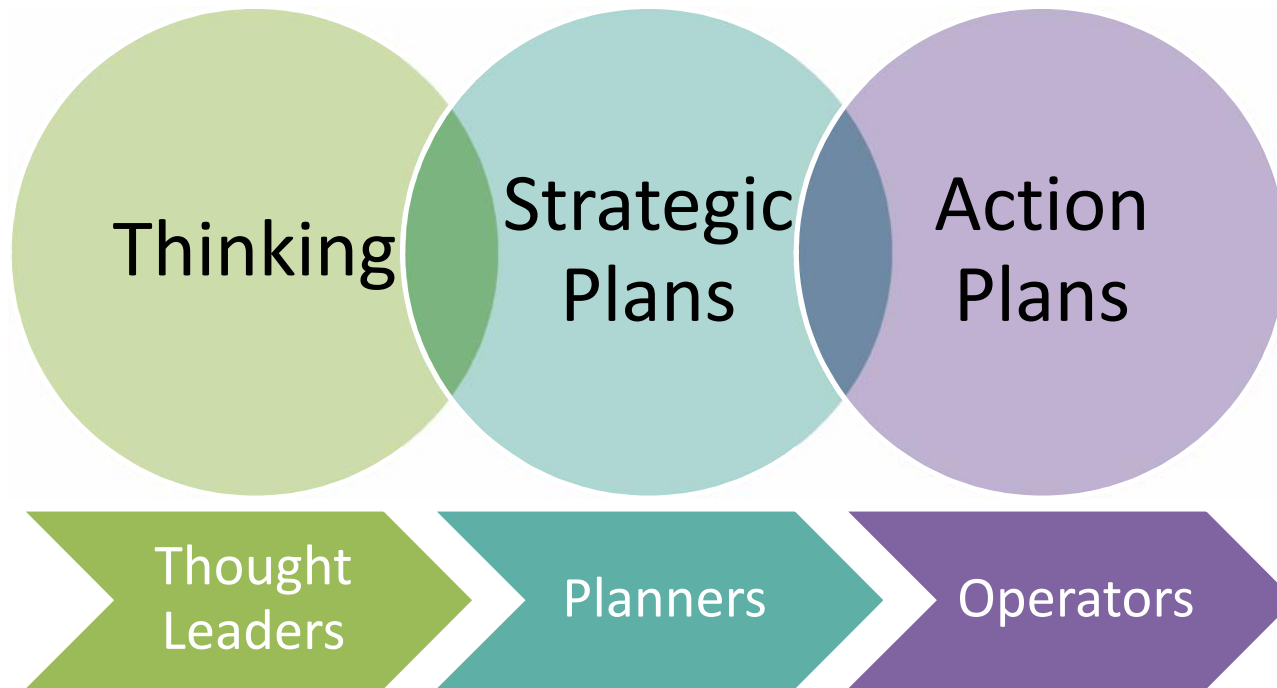 Thinking
Strategic
Plans
Action
Plans
Thought
Leaders
Planners
Operators